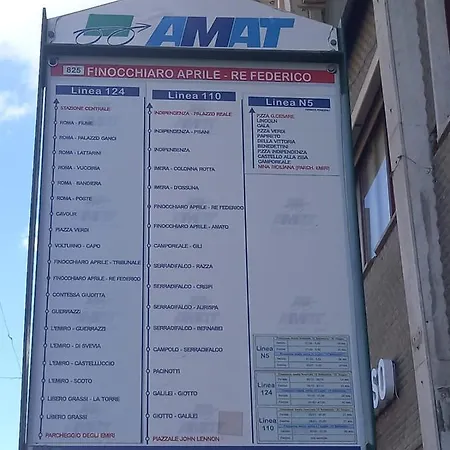 AMAT
825 FINOCCHIARO APRILE - RE FEDERICO
Linea 124
STAZIONE CENTRALE
ROMA - FIUME
ROMA - PALAZZO GANCI
ROMA - LATTARINI
ROMA - VUCCIRIA
ROMA - BANDIERA
ROMA - POSTE
CAVOUR
PIAZZA VERDI
VOLTURNO - CAPO
FINOCCHIARO APRILE - TRIBUNALE
FINOCCHIARO APRILE - RE FEDERICO
CONTESSA GIUDITTA
GUERRAZZI
L'EMIRO - GUERRAZZI
L'EMIRO - DI SVEVIA
L'EMIRO - CASTELLUCCIO
L'EMIRO - SCOTO
LIBERO GRASSI - LA TORRE
LIBERO GRASSI
PARCHEGGIO DEGLI EMIRI
Linea 110
INDIPENDENZA - PALAZZO REALE
INDIPENDENZA - PISANI
INDIPENDENZA
IMERA - COLONNA ROTTA
IMERA - D'OSSUNA
FINOCCHIARO APRILE - RE FEDERICO
FINOCCHIARO APRILE - AMATO
CAMPOREALE - GILI
SERRADIFALCO - RAZZA
SERRADIFALCO - CRISPI
SERRADIFALCO - AURISPA
SERRADIFALCO - BERNABEI
CAMPOLO - SERRADIFALCO
PACINOTTI
GALILEI - GIOTTO
GIOTTO - GALILEI
PIAZZALE JOHN LENNON
Linea N5
P.ZZA G.CESARE
LINCOLN
CALA
P.ZZA VERDI
PAPIRETO
DELLA VITTORIA
BENEDETTINI
P.ZZA INDIPENDENZA
CASTELLO ALLA ZISA
CAMPOREALE
NINA SICILIANA (PARCH. EMIRI)
Linea N5
Linea 124
Linea 110